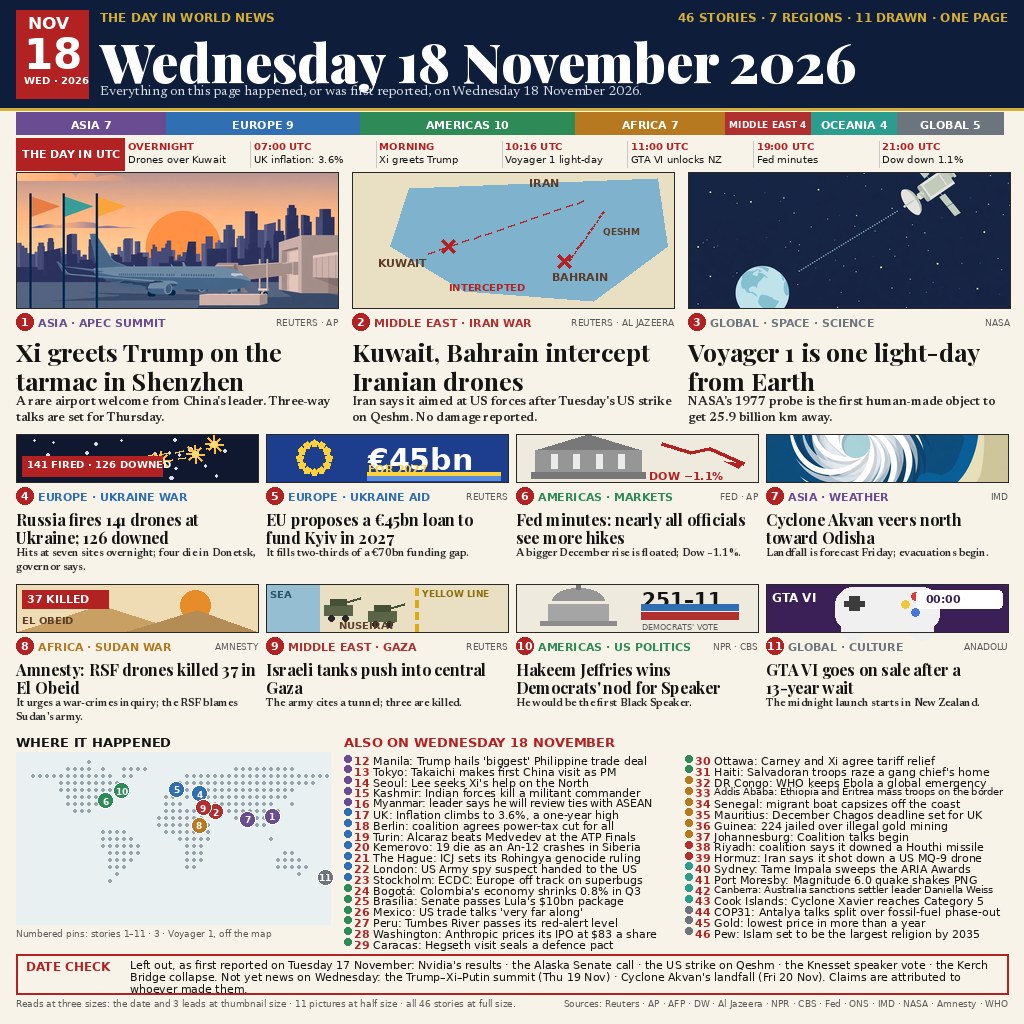 NOV
18
WED · 2026
THE DAY IN WORLD NEWS
46 STORIES · 7 REGIONS · 11 DRAWN · ONE PAGE
Wednesday 18 November 2026
Everything on this page happened, or was first reported, on Wednesday 18 November 2026.
ASIA 7
EUROPE 9
AMERICAS 10
AFRICA 7
MIDDLE EAST 4
OCEANIA 4
GLOBAL 5
THE DAY IN UTC
OVERNIGHT
Drones over Kuwait
07:00 UTC
UK inflation: 3.6%
MORNING
Xi greets Trump
10:16 UTC
Voyager 1 light-day
11:00 UTC
GTA VI unlocks NZ
19:00 UTC
Fed minutes
21:00 UTC
Dow down 1.1%
IRAN
QESHM
KUWAIT
BAHRAIN
INTERCEPTED
1 ASIA · APEC SUMMIT
REUTERS · AP
Xi greets Trump on the
tarmac in Shenzhen
A rare airport welcome from China's leader. Three-way
talks are set for Thursday.
2 MIDDLE EAST · IRAN WAR
REUTERS · AL JAZEERA
Kuwait, Bahrain intercept
Iranian drones
Iran says it aimed at US forces after Tuesday's US strike
on Qeshm. No damage reported.
3 GLOBAL · SPACE · SCIENCE
NASA
Voyager 1 is one light-day
from Earth
NASA's 1977 probe is the first human-made object to
get 25.9 billion km away.
141 FIRED · 126 DOWNED
4 EUROPE · UKRAINE WAR
Russia fires 141 drones at
Ukraine; 126 downed
Hits at seven sites overnight; four die in Donetsk,
governor says.
€45bn
FOR 2027
5 EUROPE · UKRAINE AID
REUTERS
EU proposes a €45bn loan to
fund Kyiv in 2027
It fills two-thirds of a €70bn funding gap.
DOW −1.1%
6 AMERICAS · MARKETS
FED · AP
Fed minutes: nearly all officials
see more hikes
A bigger December rise is floated; Dow −1.1%.
7 ASIA · WEATHER
IMD
Cyclone Akvan veers north
toward Odisha
Landfall is forecast Friday; evacuations begin.
37 KILLED
EL OBEID
8 AFRICA · SUDAN WAR
AMNESTY
Amnesty: RSF drones killed 37 in
El Obeid
It urges a war-crimes inquiry; the RSF blames
Sudan's army.
SEA
YELLOW LINE
NUSEIRAT
9 MIDDLE EAST · GAZA
REUTERS
Israeli tanks push into central
Gaza
The army cites a tunnel; three are killed.
251–11
DEMOCRATS' VOTE
10 AMERICAS · US POLITICS
NPR · CBS
Hakeem Jeffries wins
Democrats' nod for Speaker
He would be the first Black Speaker.
GTA VI
00:00
11 GLOBAL · CULTURE
ANADOLU
GTA VI goes on sale after a
13-year wait
The midnight launch starts in New Zealand.
WHERE IT HAPPENED
10
6
5
4
9
2
8
7
1
11
Numbered pins: stories 1–11 · 3 · Voyager 1, off the map
ALSO ON WEDNESDAY 18 NOVEMBER
12 Manila: Trump hails 'biggest' Philippine trade deal
13 Tokyo: Takaichi makes first China visit as PM
14 Seoul: Lee seeks Xi's help on the North
15 Kashmir: Indian forces kill a militant commander
16 Myanmar: leader says he will review ties with ASEAN
17 UK: Inflation climbs to 3.6%, a one-year high
18 Berlin: coalition agrees power-tax cut for all
19 Turin: Alcaraz beats Medvedev at the ATP Finals
20 Kemerovo: 19 die as an An-12 crashes in Siberia
21 The Hague: ICJ sets its Rohingya genocide ruling
22 London: US Army spy suspect handed to the US
23 Stockholm: ECDC: Europe off track on superbugs
24 Bogotá: Colombia's economy shrinks 0.8% in Q3
25 Brasília: Senate passes Lula's $10bn package
26 Mexico: US trade talks 'very far along'
27 Peru: Tumbes River passes its red-alert level
28 Washington: Anthropic prices its IPO at $83 a share
29 Caracas: Hegseth visit seals a defence pact
30 Ottawa: Carney and Xi agree tariff relief
31 Haiti: Salvadoran troops raze a gang chief's home
32 DR Congo: WHO keeps Ebola a global emergency
33 Addis Ababa: Ethiopia and Eritrea mass troops on the border
34 Senegal: migrant boat capsizes off the coast
35 Mauritius: December Chagos deadline set for UK
36 Guinea: 224 jailed over illegal gold mining
37 Johannesburg: Coalition talks begin
38 Riyadh: coalition says it downed a Houthi missile
39 Hormuz: Iran says it shot down a US MQ-9 drone
40 Sydney: Tame Impala sweeps the ARIA Awards
41 Port Moresby: Magnitude 6.0 quake shakes PNG
42 Canberra: Australia sanctions settler leader Daniella Weiss
43 Cook Islands: Cyclone Xavier reaches Category 5
44 COP31: Antalya talks split over fossil-fuel phase-out
45 Gold: lowest price in more than a year
46 Pew: Islam set to be the largest religion by 2035
DATE CHECK
Left out, as first reported on Tuesday 17 November: Nvidia's results · the Alaska Senate call · the US strike on Qeshm · the Knesset speaker vote · the Kerch
Bridge collapse. Not yet news on Wednesday: the Trump–Xi–Putin summit (Thu 19 Nov) · Cyclone Akvan's landfall (Fri 20 Nov). Claims are attributed to
whoever made them.
Reads at three sizes: the date and 3 leads at thumbnail size · 11 pictures at half size · all 46 stories at full size.
Sources: Reuters · AP · AFP · DW · Al Jazeera · NPR · CBS · Fed · ONS · IMD · NASA · Amnesty · WHO